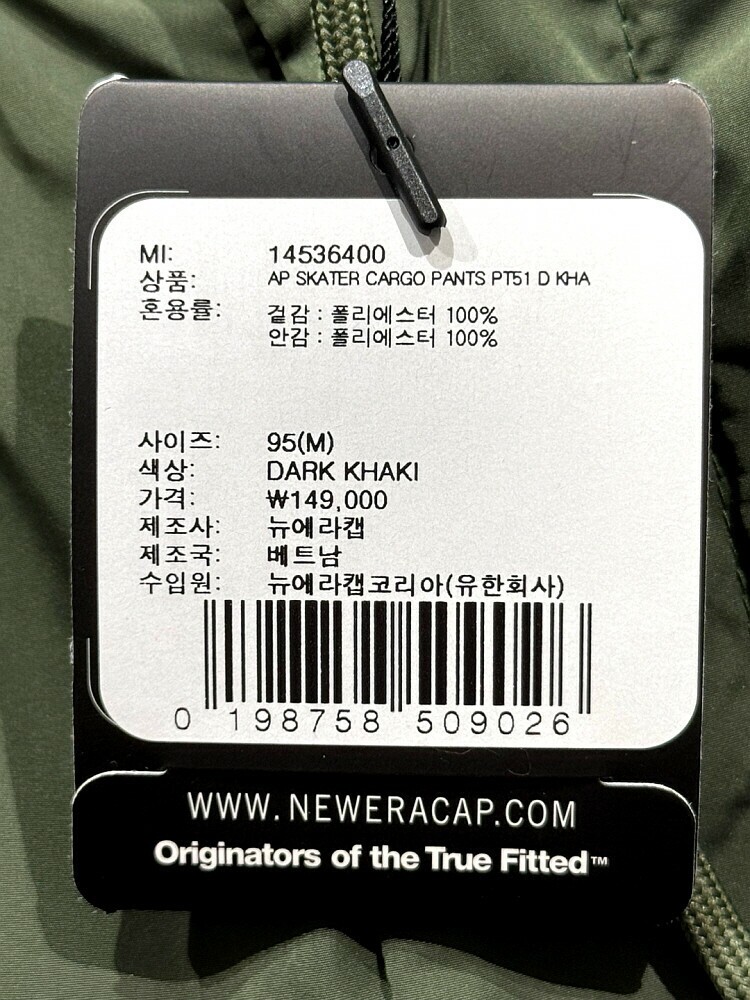 MI: 14536400
상품: AP SKATER CARGO PANTS PT51 D KHA
혼용률: 겉감 : 폴리에스터 100%
안감 : 폴리에스터 100%
사이즈: 95(M)
색상: DARK KHAKI
가격: ₩149,000
제조사: 뉴에라캡
제조국: 베트남
수입원: 뉴에라캡코리아(유한회사)
0 198758 509026
WWW.NEWERACAP.COM
Originators of the True Fitted™